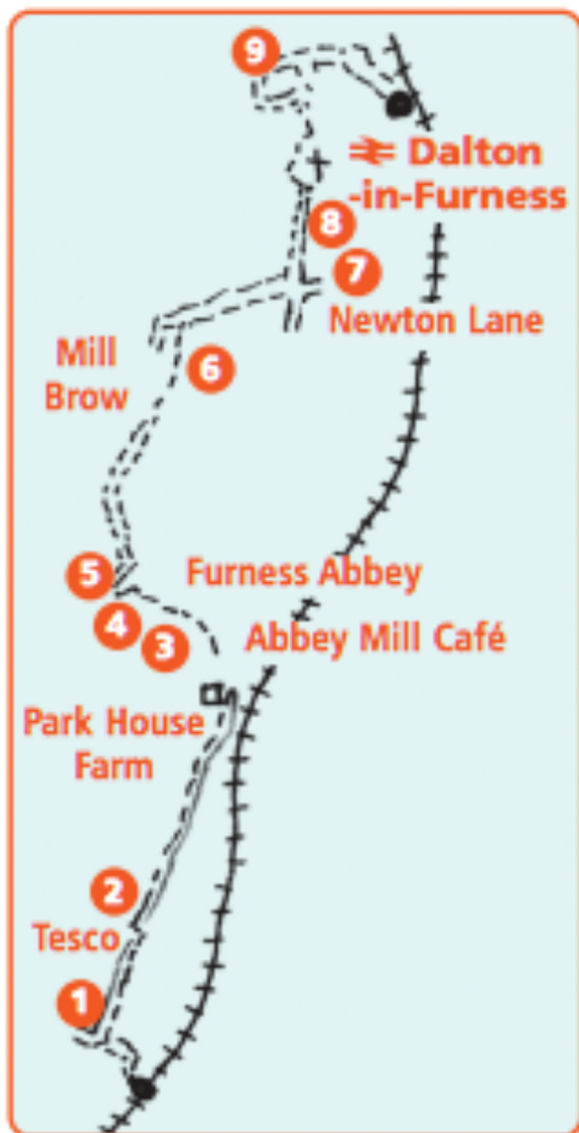 9
Dalton
-in-Furness
8
7
Newton Lane
Mill
Brow
6
5
Furness Abbey
4
3
Abbey Mill Café
Park House
Farm
2
Tesco
1